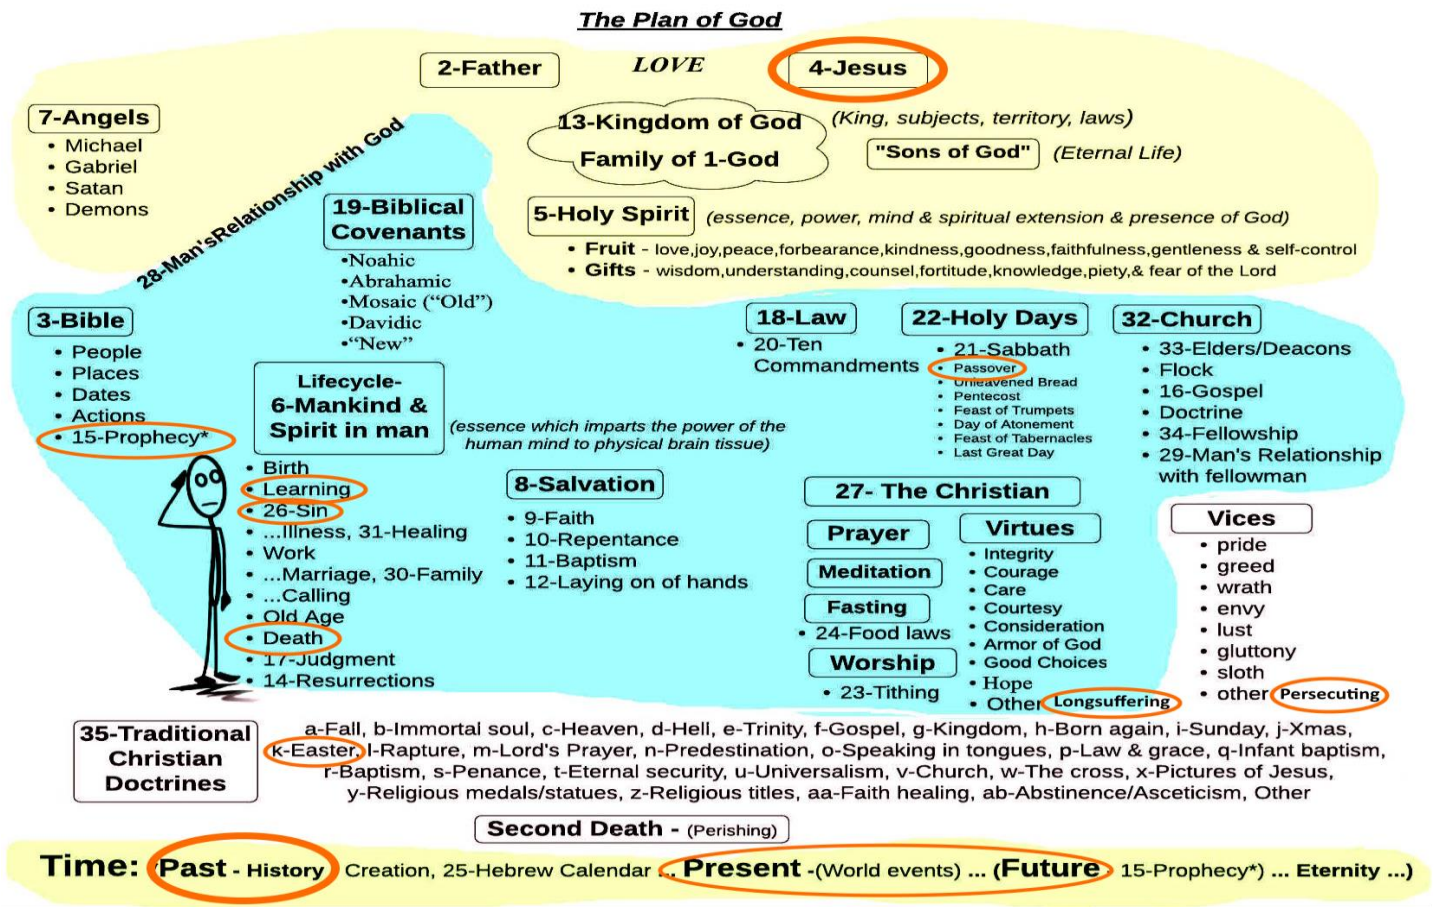 The Plan of God
2-Father
LOVE
4-Jesus
7-Angels
• Michael
• Gabriel
• Satan
• Demons
13-Kingdom of God
Family of 1-God
(King, subjects, territory, laws)
"Sons of God"
(Eternal Life)
28-Man'sRelationship with God
19-Biblical
Covenants
•Noahic
•Abrahamic
•Mosaic (“Old”)
•Davidic
•“New”
5-Holy Spirit
(essence, power, mind & spiritual extension & presence of God)
• Fruit - love,joy,peace,forbearance,kindness,goodness,faithfulness,gentleness & self-control
• Gifts - wisdom,understanding,counsel,fortitude,knowledge,piety,& fear of the Lord
3-Bible
• People
• Places
• Dates
• Actions
• 15-Prophecy*
18-Law
• 20-Ten
Commandments
22-Holy Days
• 21-Sabbath
• Passover
• Unleavened Bread
• Pentecost
• Feast of Trumpets
• Day of Atonement
• Feast of Tabernacles
• Last Great Day
32-Church
• 33-Elders/Deacons
• Flock
• 16-Gospel
• Doctrine
• 34-Fellowship
• 29-Man's Relationship
with fellowman
Lifecycle-
6-Mankind &
Spirit in man
(essence which imparts the power of the
human mind to physical brain tissue)
• Birth
• Learning
• 26-Sin
• ...Illness, 31-Healing
• Work
• ...Marriage, 30-Family
• ...Calling
• Old Age
• Death
• 17-Judgment
• 14-Resurrections
8-Salvation
• 9-Faith
• 10-Repentance
• 11-Baptism
• 12-Laying on of hands
27- The Christian
Prayer
Meditation
Fasting
• 24-Food laws
Worship
• 23-Tithing
Virtues
• Integrity
• Courage
• Care
• Courtesy
• Consideration
• Armor of God
• Good Choices
• Hope
• Other Longsuffering
Vices
• pride
• greed
• wrath
• envy
• lust
• gluttony
• sloth
• other Persecuting
35-Traditional
Christian
Doctrines
a-Fall, b-Immortal soul, c-Heaven, d-Hell, e-Trinity, f-Gospel, g-Kingdom, h-Born again, i-Sunday, j-Xmas,
k-Easter, l-Rapture, m-Lord's Prayer, n-Predestination, o-Speaking in tongues, p-Law & grace, q-Infant baptism,
r-Baptism, s-Penance, t-Eternal security, u-Universalism, v-Church, w-The cross, x-Pictures of Jesus,
y-Religious medals/statues, z-Religious titles, aa-Faith healing, ab-Abstinence/Asceticism, Other
Second Death - (Perishing)
Time: (Past - History Creation, 25-Hebrew Calendar ... Present -(World events) ... (Future 15-Prophecy*) ... Eternity ...)